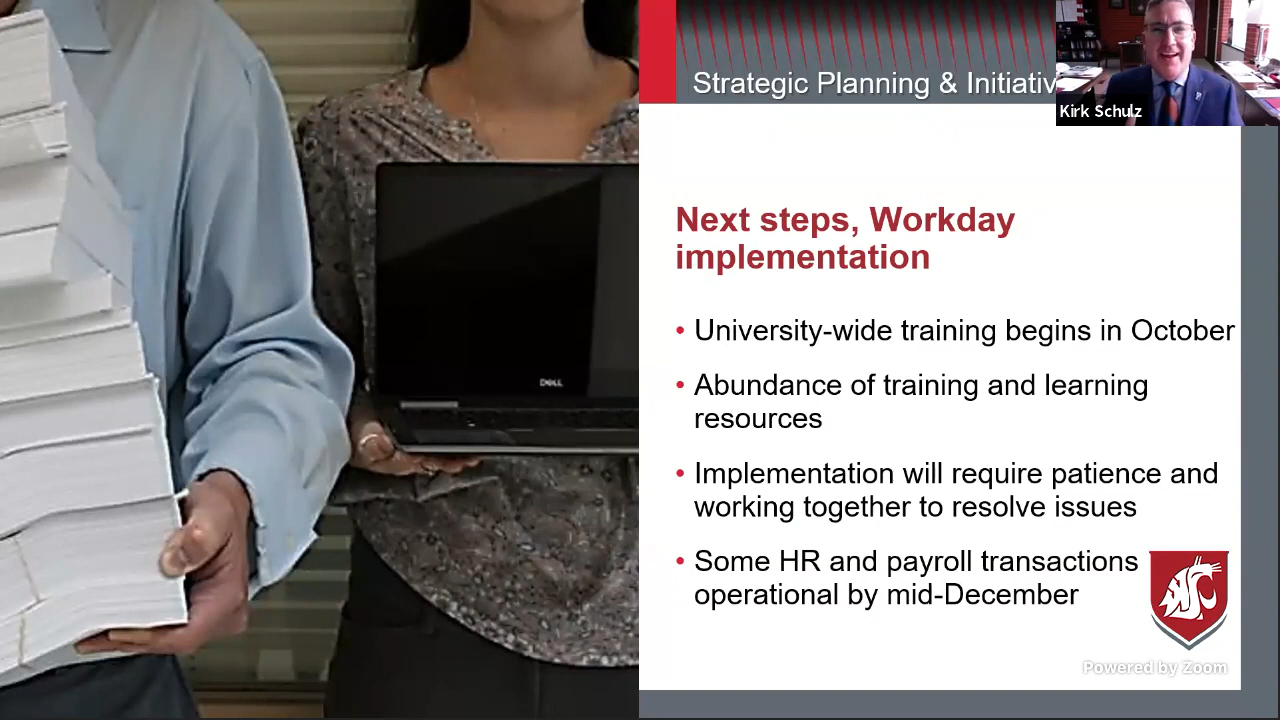 Strategic Planning & Initiativ
Kirk Schulz
Next steps, Workday
implementation
• University-wide training begins in October
• Abundance of training and learning
resources
• Implementation will require patience and
working together to resolve issues
• Some HR and payroll transactions
operational by mid-December
DELL
Powered by Zoom